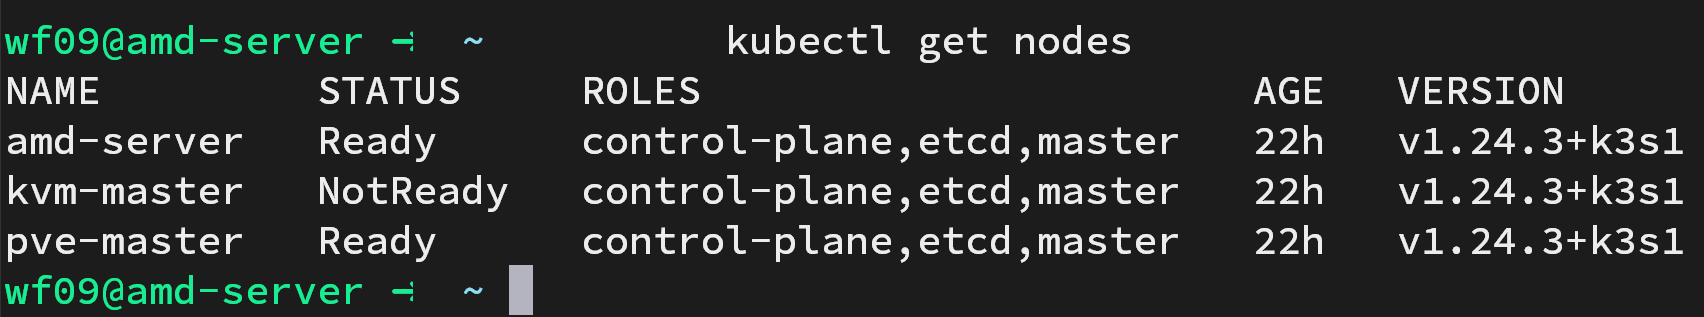 wf09@amd-server → ~ kubectl get nodes
NAME STATUS ROLES AGE VERSION
amd-server Ready control-plane,etcd,master 22h v1.24.3+k3s1
kvm-master NotReady control-plane,etcd,master 22h v1.24.3+k3s1
pve-master Ready control-plane,etcd,master 22h v1.24.3+k3s1
wf09@amd-server → ~